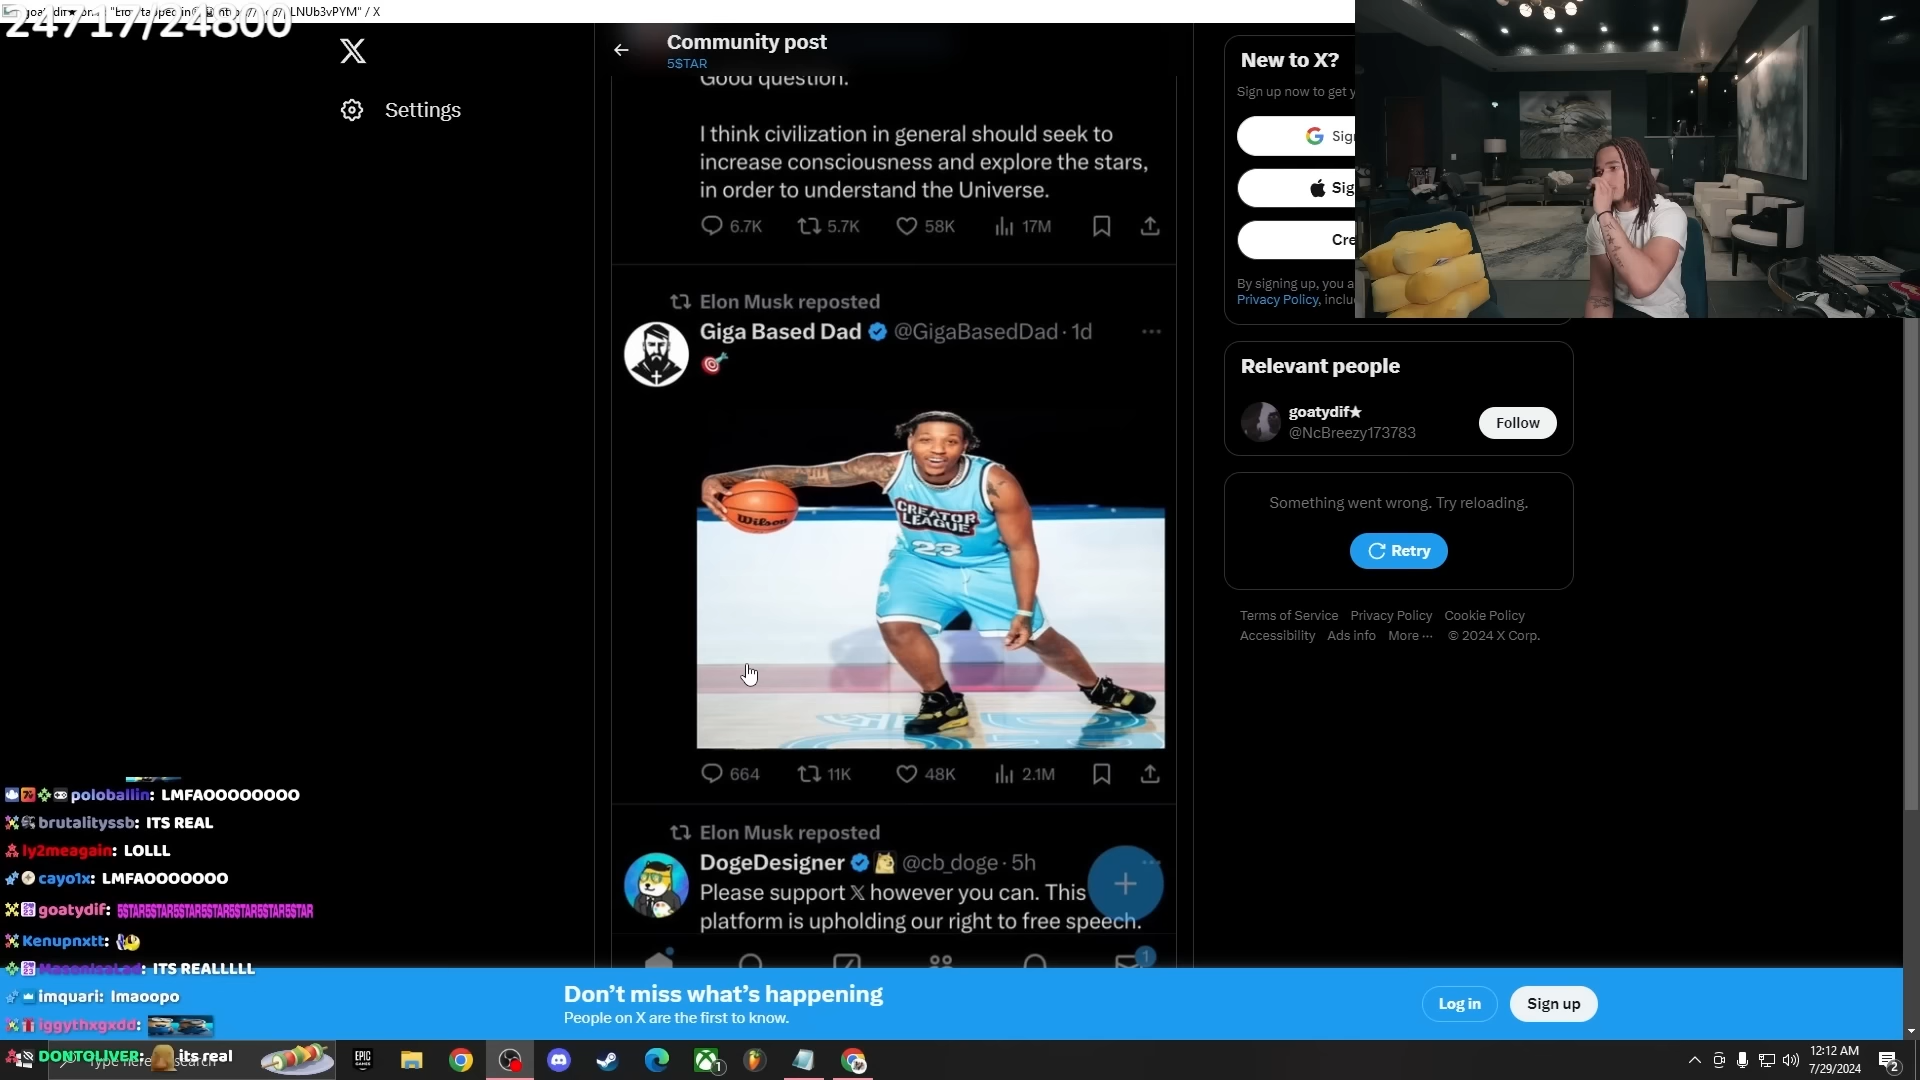 24717/24800
LNUb3vPYM" / X
Settings
Community post
5$TAR
Good question.
I think civilization in general should seek to
increase consciousness and explore the stars,
in order to understand the Universe.
6.7K 5.7K 58K 17M
Elon Musk reposted
Giga Based Dad @GigaBasedDad · 1d
Wilson
CREATOR
LEAGUE
23
664 11K 48K 2.1M
Elon Musk reposted
DogeDesigner @cb_doge · 5h
Please support 𝕏 however you can. This
platform is upholding our right to free speech.
1
New to X?
Sign up now to get y
Sig
Sig
Cre
By signing up, you a
Privacy Policy, inclu
Relevant people
goatydif★
@NcBreezy173783
Follow
Something went wrong. Try reloading.
Retry
Terms of Service Privacy Policy Cookie Policy
Accessibility Ads info More ··· © 2024 X Corp.
poloballin: LMFAOOOOOOOO
brutalityssb: ITS REAL
ly2meagain: LOLLL
cayo1x: LMFAOOOOOOO
goatydif: 5STAR5STAR5STAR5STAR5STAR5STAR5STAR
Kenupnxtt:
MasonIsaLad: ITS REALLLLL
imquari: lmaoopo
iggythxgxdd:
DONTOLIVER: its real
Don't miss what's happening
People on X are the first to know.
Log in
Sign up
EPIC
GAMES
1
12:12 AM
7/29/2024
2